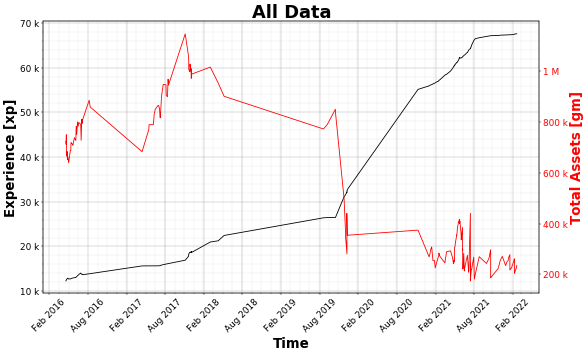 All Data
Experience [xp]
70 k
60 k
50 k
40 k
30 k
20 k
10 k
Total Assets [gm]
1 M
800 k
600 k
400 k
200 k
Feb 2016
Aug 2016
Feb 2017
Aug 2017
Feb 2018
Aug 2018
Feb 2019
Aug 2019
Feb 2020
Aug 2020
Feb 2021
Aug 2021
Feb 2022
Time